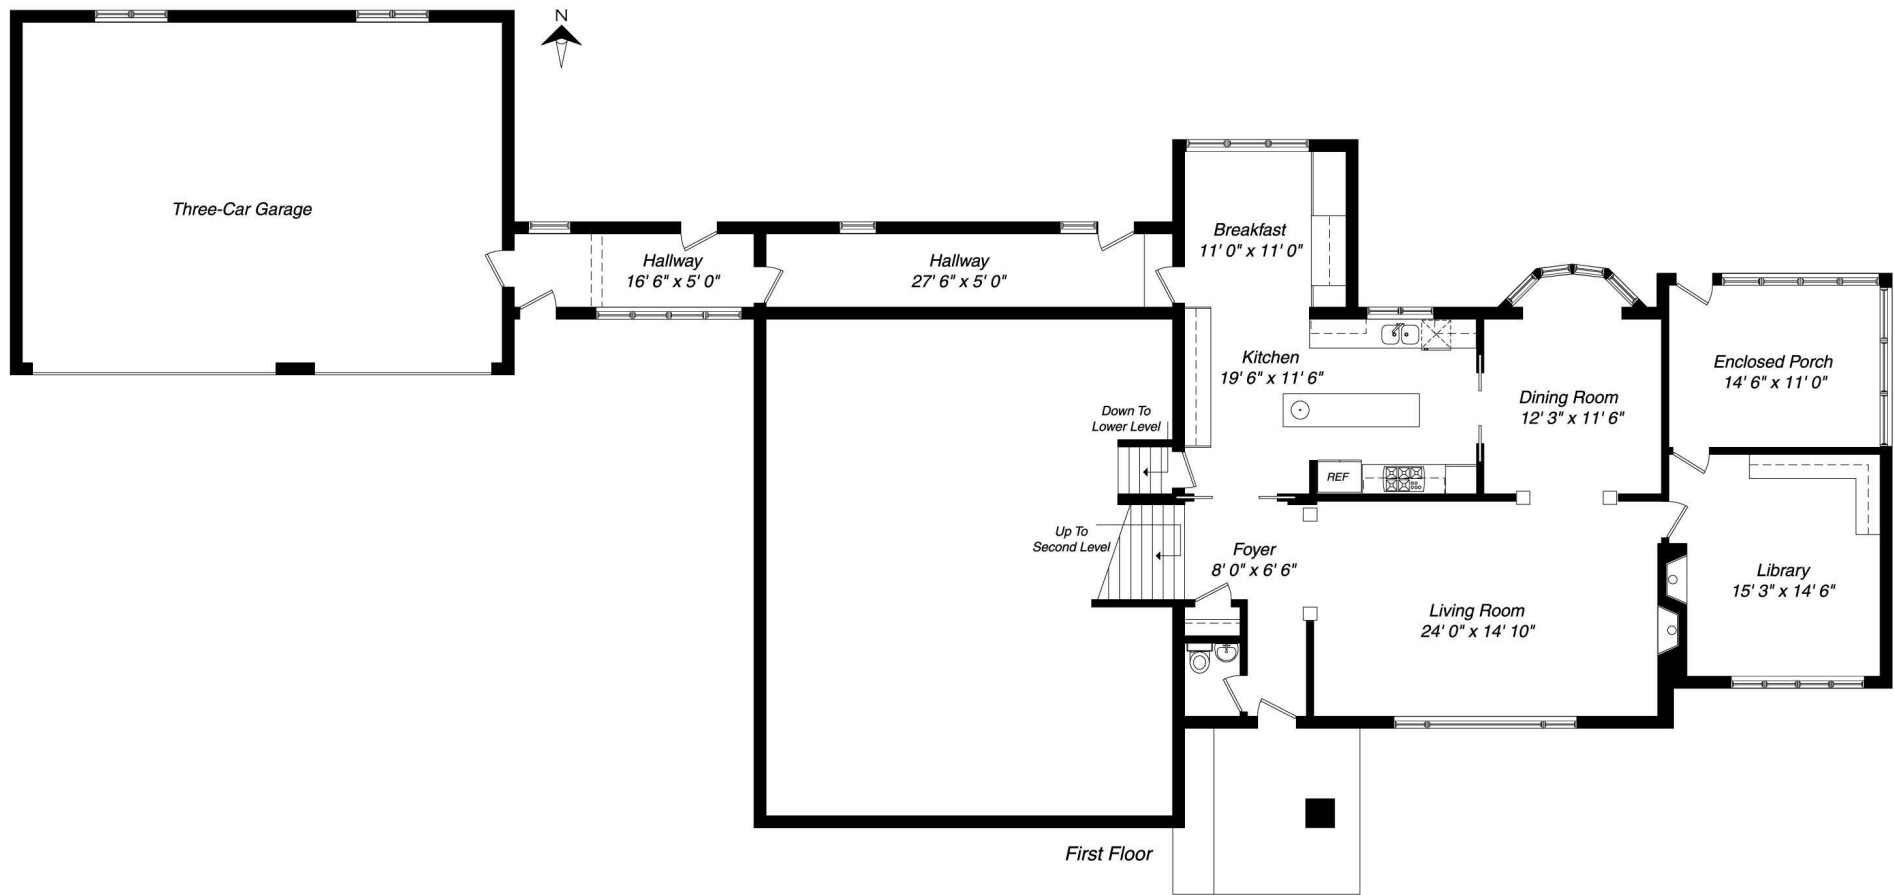 N
Three-Car Garage
Hallway
16' 6" x 5' 0"
Hallway
27' 6" x 5' 0"
Breakfast
11' 0" x 11' 0"
Kitchen
19' 6" x 11' 6"
Dining Room
12' 3" x 11' 6"
Enclosed Porch
14' 6" x 11' 0"
Down To
Lower Level
REF
Up To
Second Level
Foyer
8' 0" x 6' 6"
Living Room
24' 0" x 14' 10"
Library
15' 3" x 14' 6"
First Floor